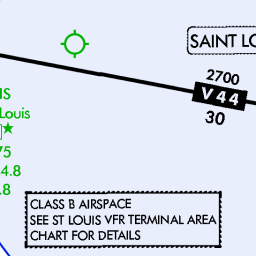 SAINT LO
2700
V 44
30
IS
Louis
75
4.8
.8
CLASS B AIRSPACE
SEE ST LOUIS VFR TERMINAL AREA
CHART FOR DETAILS